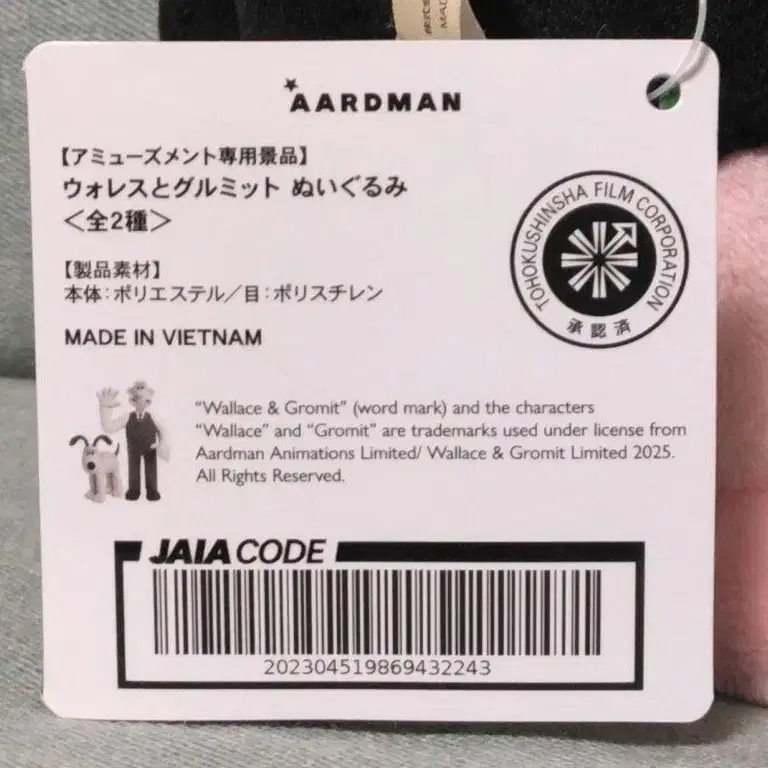 AARDMAN
【アミューズメント専用景品】
ウォレスとグルミット ぬいぐるみ
<全2種>
TOHOKUSHINSHA FILM CORPORATION
承認済
【製品素材】
本体:ポリエステル/目:ポリスチレン
MADE IN VIETNAM
“Wallace & Gromit” (word mark) and the characters
“Wallace” and “Gromit” are trademarks used under license from
Aardman Animations Limited/ Wallace & Gromit Limited 2025.
All Rights Reserved.
JAIA CODE
202304519869432243